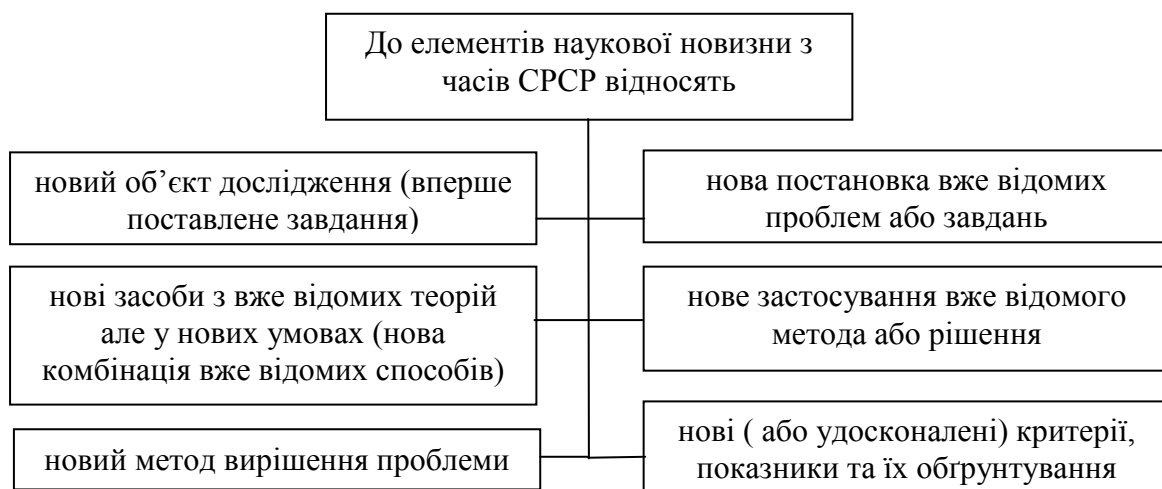 До елементів наукової новизни з
часів СРСР відносять
новий об’єкт дослідження (вперше
поставлене завдання)
нова постановка вже відомих
проблем або завдань
нові засоби з вже відомих теорій
але у нових умовах (нова
комбінація вже відомих способів)
нове застосування вже відомого
метода або рішення
новий метод вирішення проблеми
нові ( або удосконалені) критерії,
показники та їх обґрунтування